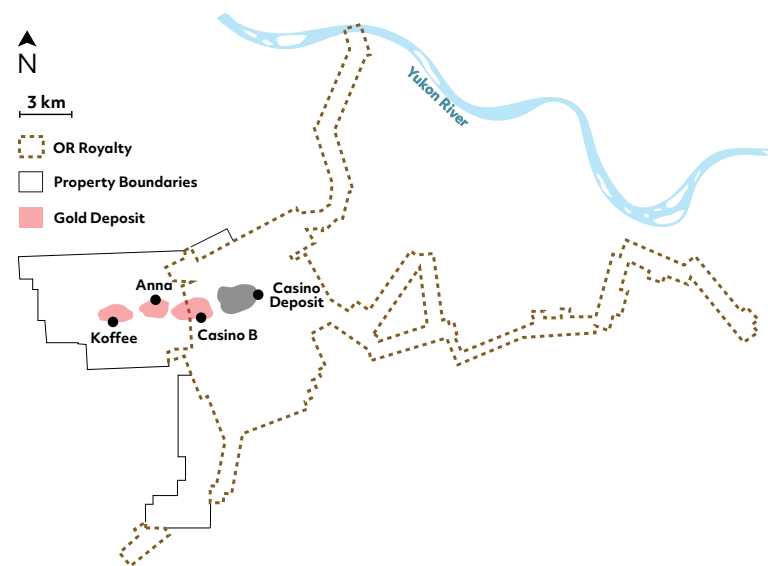 N
3 km
OR Royalty
Property Boundaries
Gold Deposit
Yukon River
Anna
Casino
Deposit
Koffee
Casino B